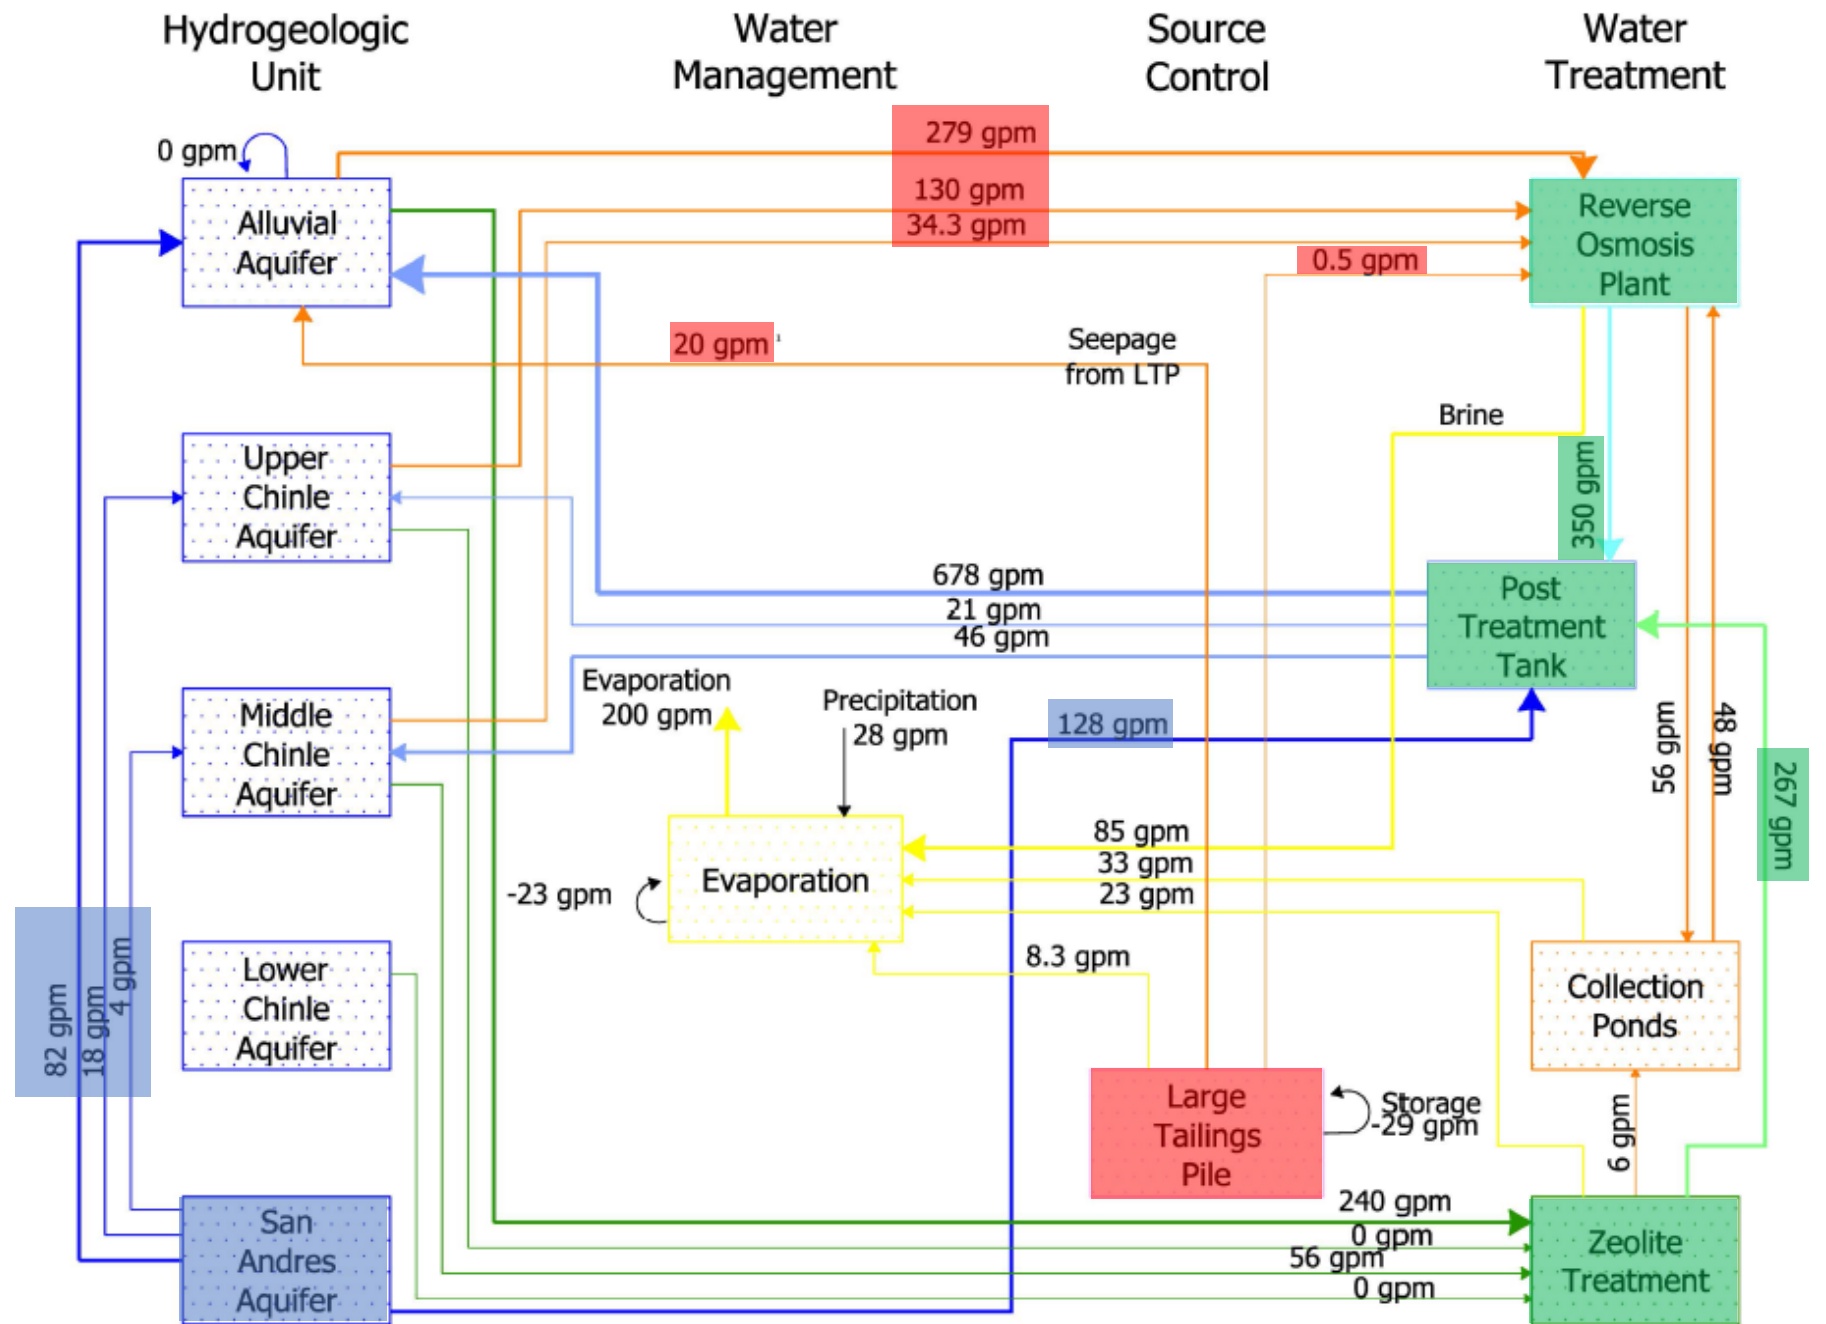 Hydrogeologic
Unit
Water
Management
Source
Control
Water
Treatment
0 gpm
279 gpm
130 gpm
34.3 gpm
0.5 gpm
Alluvial
Aquifer
Reverse
Osmosis
Plant
20 gpm 1
Seepage
from LTP
Brine
350 gpm
Upper
Chinle
Aquifer
678 gpm
21 gpm
46 gpm
Post
Treatment
Tank
Evaporation
200 gpm
Precipitation
28 gpm
128 gpm
56 gpm
48 gpm
267 gpm
Middle
Chinle
Aquifer
85 gpm
33 gpm
23 gpm
-23 gpm
Evaporation
8.3 gpm
82 gpm
18 gpm
4 gpm
Lower
Chinle
Aquifer
Collection
Ponds
Large
Tailings
Pile
Storage
-29 gpm
6 gpm
San
Andres
Aquifer
240 gpm
0 gpm
56 gpm
0 gpm
Zeolite
Treatment